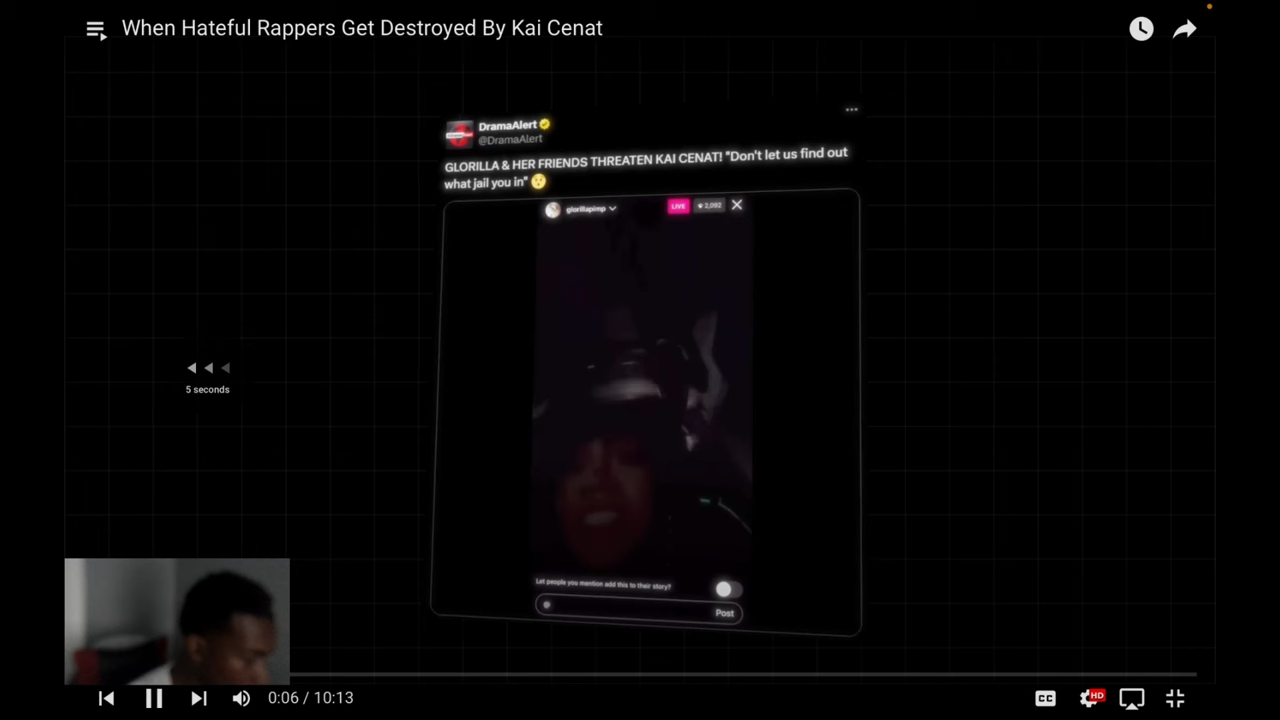 When Hateful Rappers Get Destroyed By Kai Cenat
DramaAlert
@DramaAlert
GLORILLA & HER FRIENDS THREATEN KAI CENAT! "Don't let us find out
what jail you in" 😯
glorillapimp
LIVE
2,092
5 seconds
Let people you mention add this to their story?
Post
0:06 / 10:13
CC
HD